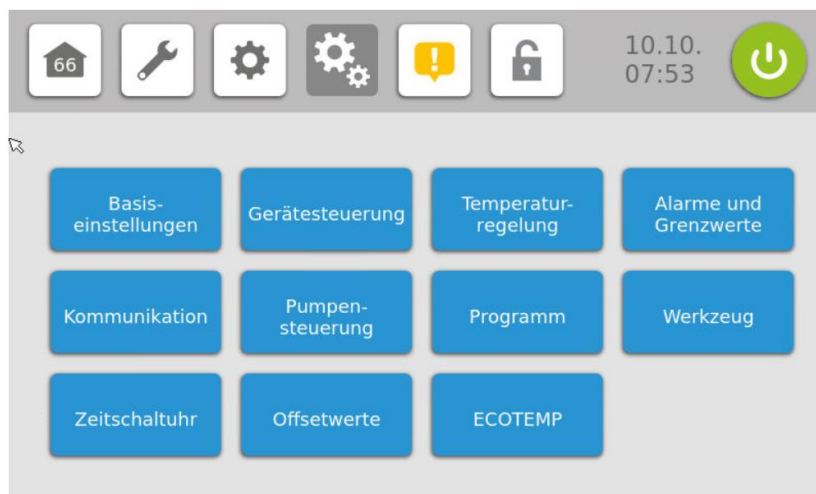 66
10.10.
07:53
Basis-
einstellungen
Gerätesteuerung
Temperatur-
regelung
Alarme und
Grenzwerte
Kommunikation
Pumpen-
steuerung
Programm
Werkzeug
Zeitschaltuhr
Offsetwerte
ECOTEMP